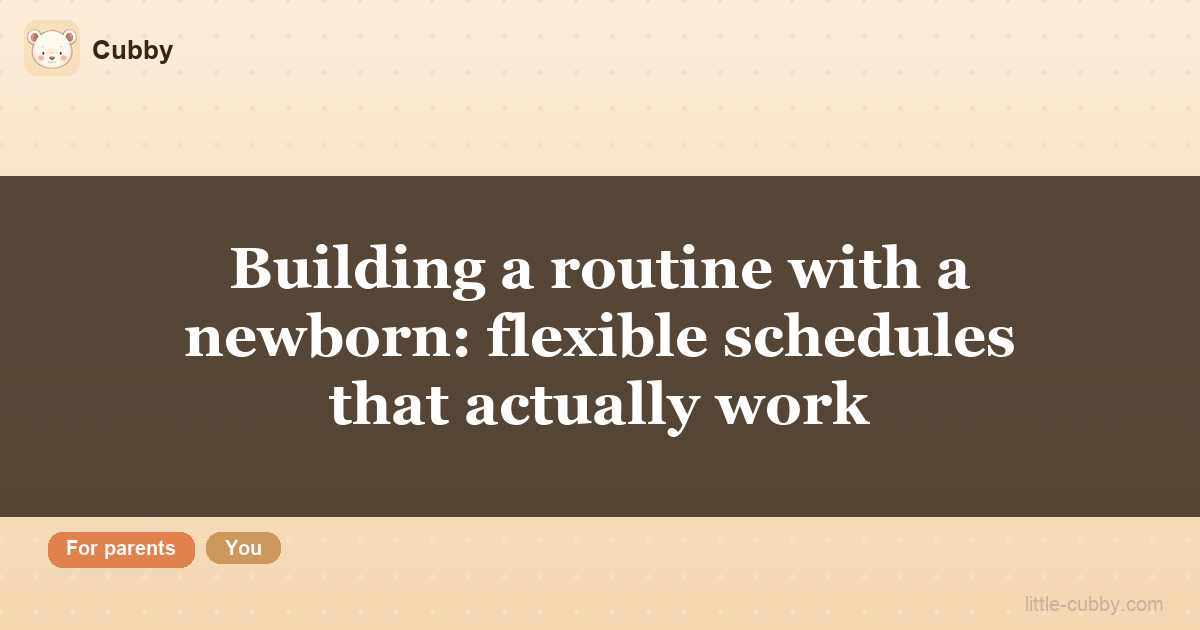 Cubby
Building a routine with a
newborn: flexible schedules
that actually work
For parents
You
little-cubby.com